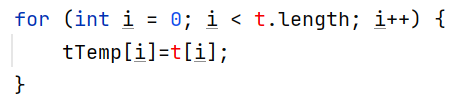 for (int i = 0; i < t.length; i++) {
    tTemp[i]=t[i];
}